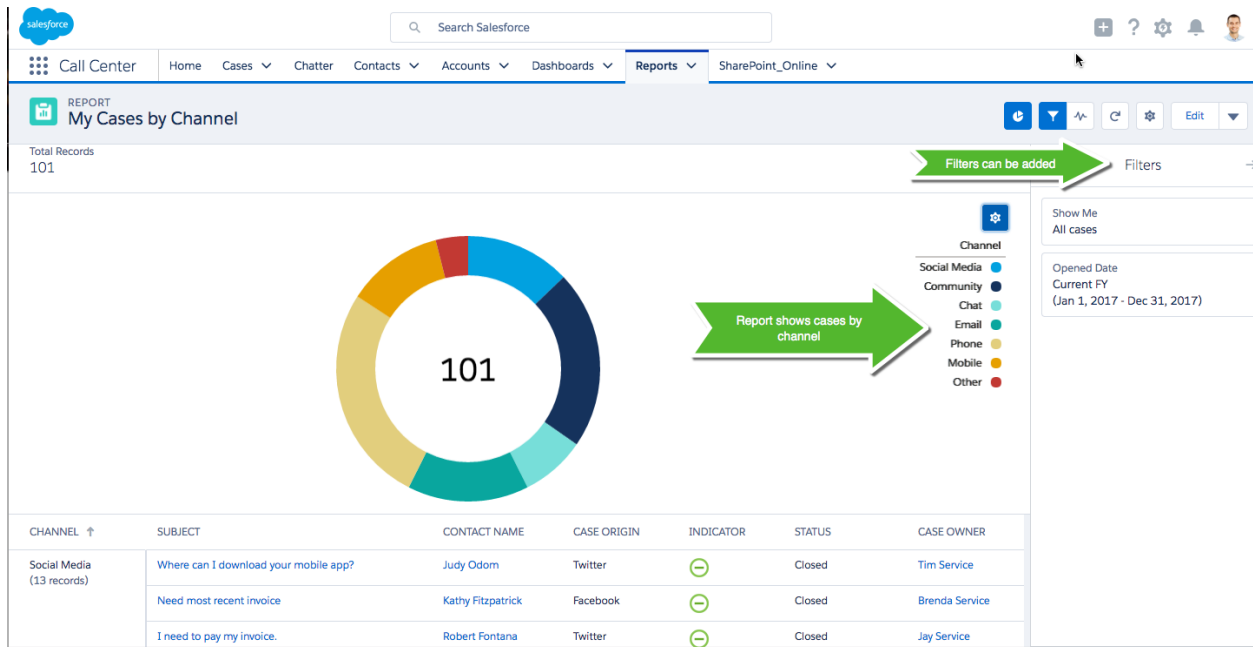 salesforce
Search Salesforce
Call Center
Home Cases Chatter Contacts Accounts Dashboards Reports SharePoint_Online
REPORT
My Cases by Channel
Edit
Total Records
101
Filters can be added
Filters
Show Me
All cases
Opened Date
Current FY
(Jan 1, 2017 - Dec 31, 2017)
Channel
Social Media
Community
Chat
Email
Phone
Mobile
Other
Report shows cases by
channel
101
CHANNEL SUBJECT CONTACT NAME CASE ORIGIN INDICATOR STATUS CASE OWNER
Social Media
(13 records)
Where can I download your mobile app? Judy Odom Twitter Closed Tim Service
Need most recent invoice Kathy Fitzpatrick Facebook Closed Brenda Service
I need to pay my invoice. Robert Fontana Twitter Closed Jay Service